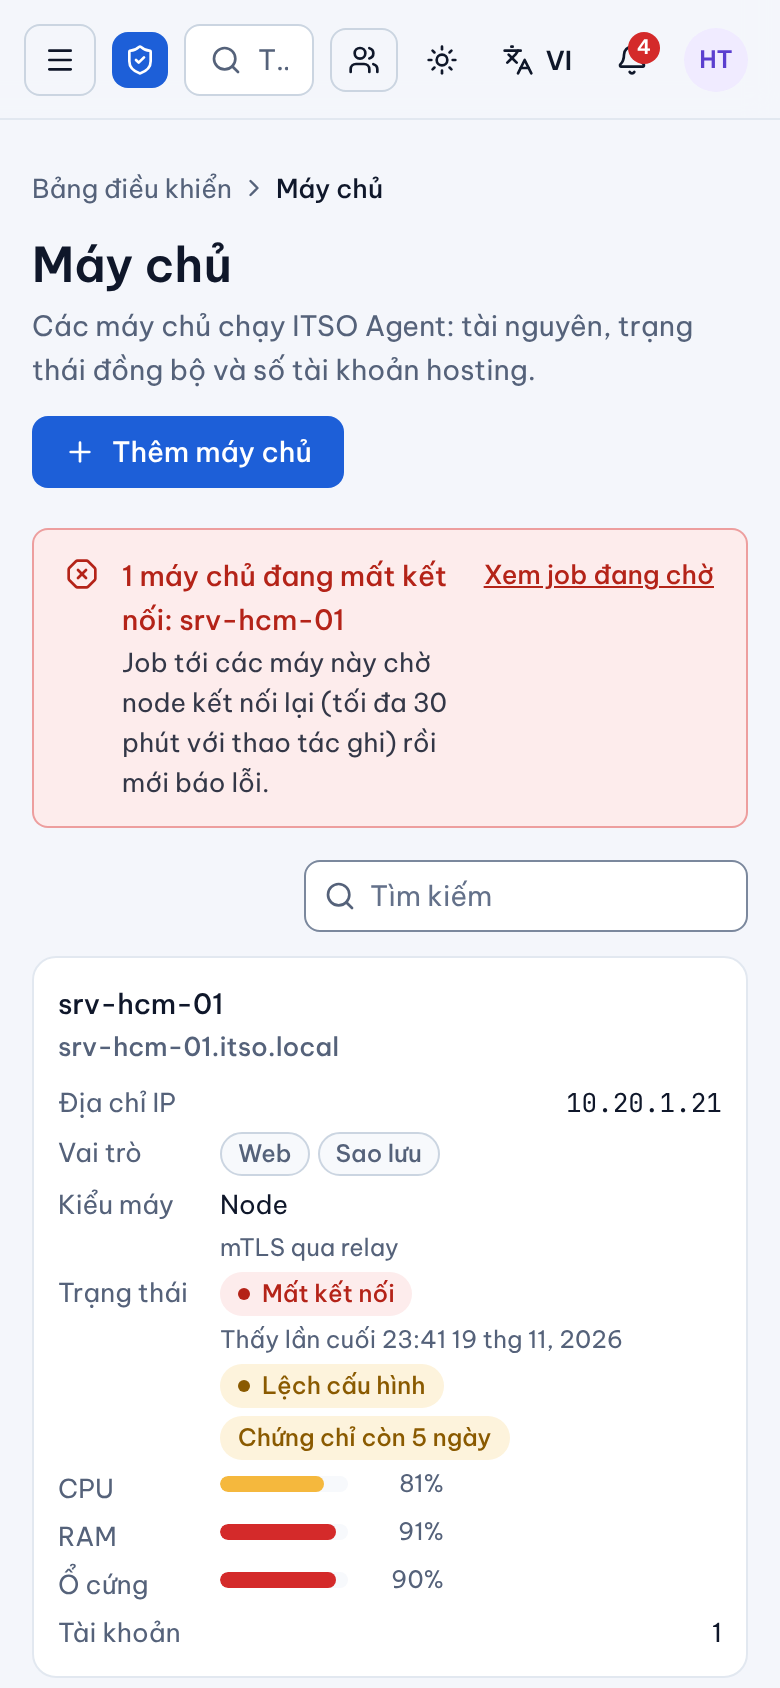 T..
VI
4
HT
Bảng điều khiển > Máy chủ
Máy chủ
Các máy chủ chạy ITSO Agent: tài nguyên, trạng
thái đồng bộ và số tài khoản hosting.
+ Thêm máy chủ
1 máy chủ đang mất kết
nối: srv-hcm-01
Xem job đang chờ
Job tới các máy này chờ
node kết nối lại (tối đa 30
phút với thao tác ghi) rồi
mới báo lỗi.
Tìm kiếm
srv-hcm-01
srv-hcm-01.itso.local
Địa chỉ IP 10.20.1.21
Vai trò Web Sao lưu
Kiểu máy Node
mTLS qua relay
Trạng thái Mất kết nối
Thấy lần cuối 23:41 19 thg 11, 2026
Lệch cấu hình
Chứng chỉ còn 5 ngày
CPU 81%
RAM 91%
Ổ cứng 90%
Tài khoản 1